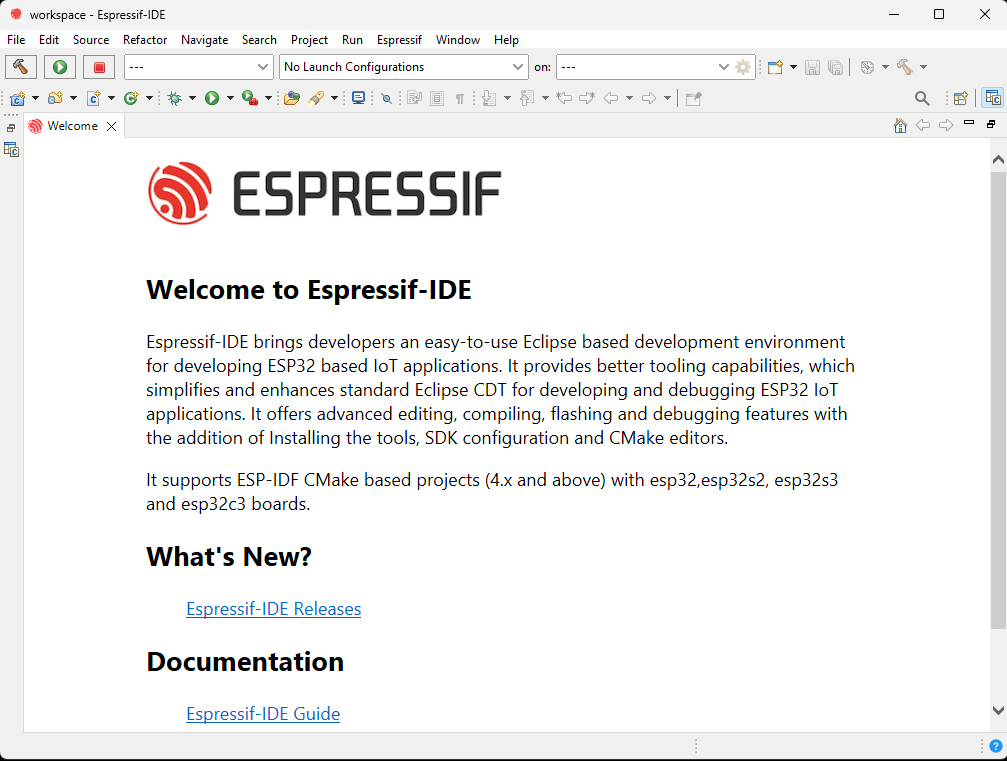 workspace - Espressif-IDE
File Edit Source Refactor Navigate Search Project Run Espressif Window Help
--- No Launch Configurations on: ---
Welcome
ESPRESSIF
Welcome to Espressif-IDE
Espressif-IDE brings developers an easy-to-use Eclipse based development environment
for developing ESP32 based IoT applications. It provides better tooling capabilities, which
simplifies and enhances standard Eclipse CDT for developing and debugging ESP32 IoT
applications. It offers advanced editing, compiling, flashing and debugging features with
the addition of Installing the tools, SDK configuration and CMake editors.
It supports ESP-IDF CMake based projects (4.x and above) with esp32,esp32s2, esp32s3
and esp32c3 boards.
What's New?
Espressif-IDE Releases
Documentation
Espressif-IDE Guide